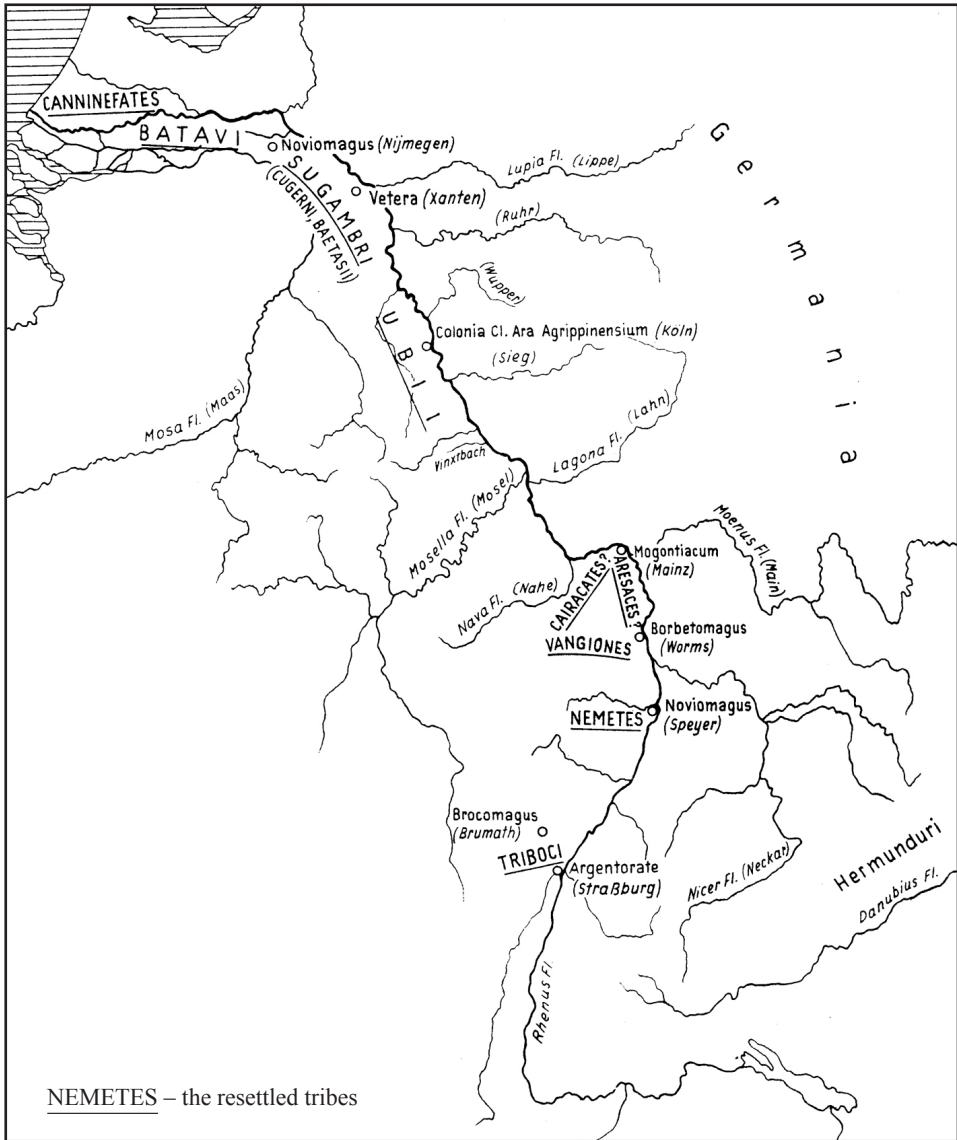 CANNINEFATES
BATAVI
Noviomagus (Nijmegen)
SUGAMBRI
(CUGERNI, BAETASII)
Vetera (Xanten)
Lupia Fl. (Lippe)
(Ruhr)
(Wupper)
Germania
UBII
Colonia Cl. Ara Agrippinensium (Köln)
(Sieg)
Mosa Fl. (Maas)
Vinxtbach
Lagona Fl. (Lahn)
Mosella Fl. (Mosel)
Moenus Fl. (Main)
Mogontiacum
(Mainz)
Nava Fl. (Nahe)
CAIRACATES?
ARESACES?
VANGIONES
Borbetomagus
(Worms)
NEMETES
Noviomagus
(Speyer)
Brocomagus
(Brumath)
TRIBOCI
Argentorate
(Straßburg)
Nicer Fl. (Neckar)
Hermunduri
Danubius Fl.
Rhenus Fl.
NEMETES – the resettled tribes